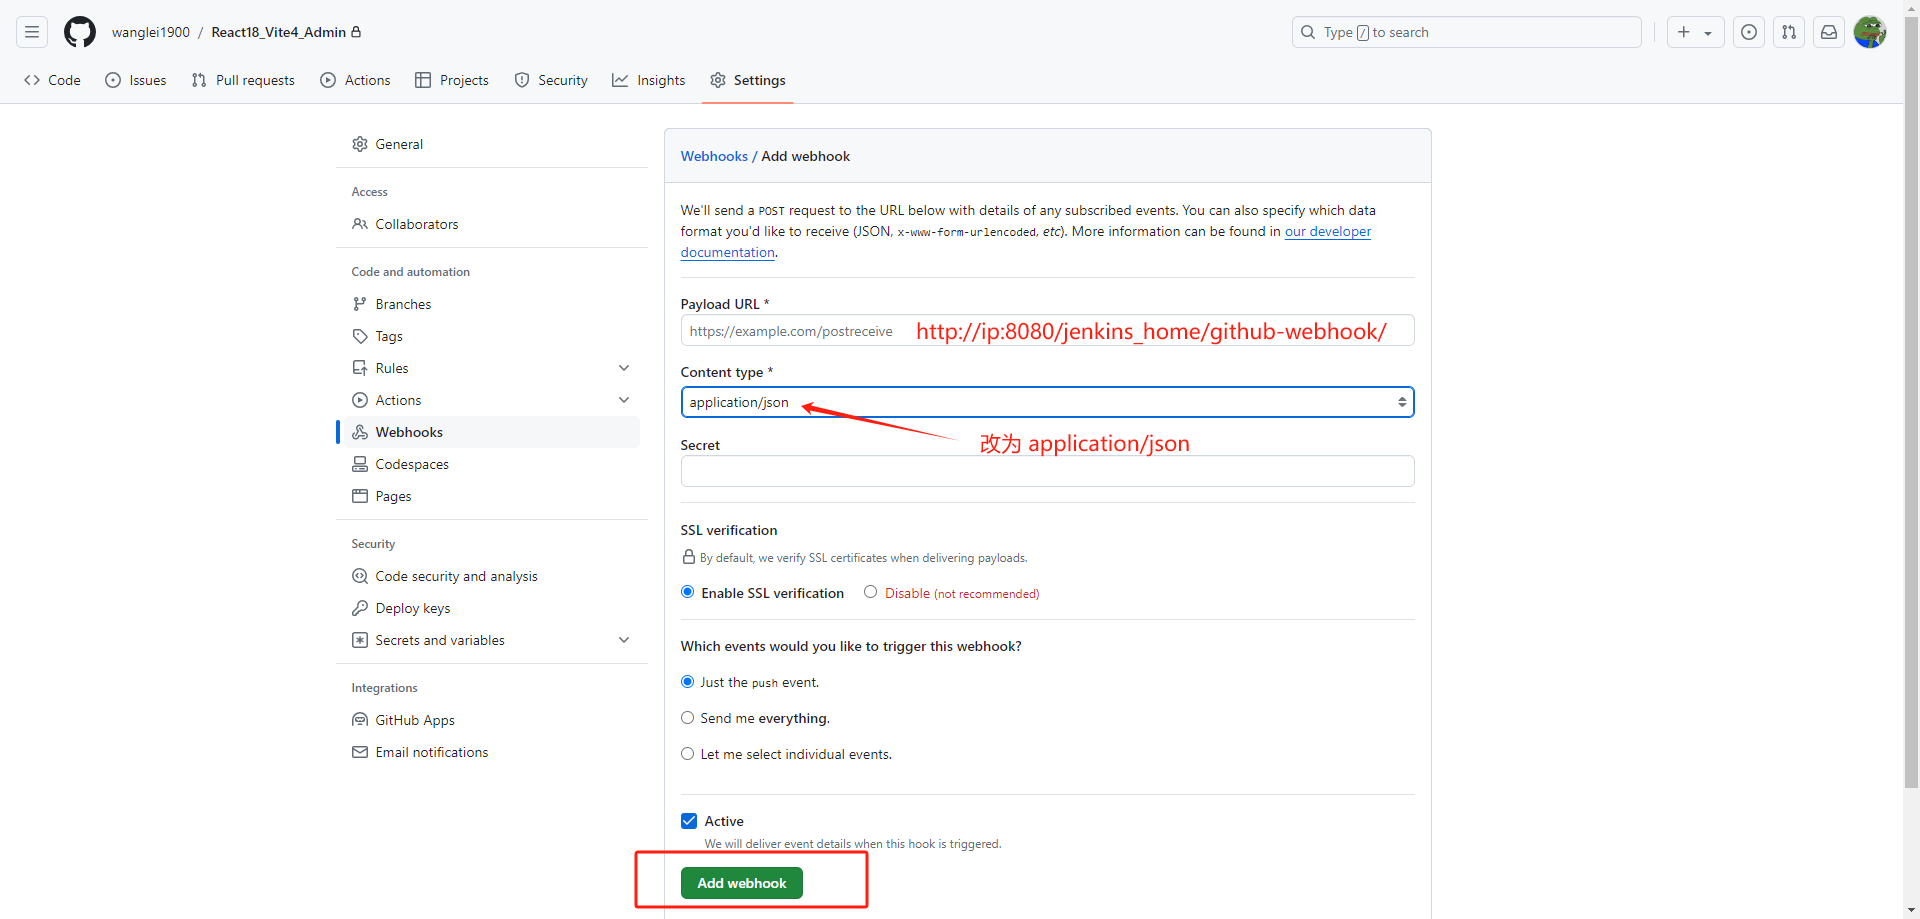 wanglei1900 / React18_Vite4_Admin
Type / to search
Code Issues Pull requests Actions Projects Security Insights Settings
General
Access
Collaborators
Code and automation
Branches
Tags
Rules
Actions
Webhooks
Codespaces
Pages
Security
Code security and analysis
Deploy keys
Secrets and variables
Integrations
GitHub Apps
Email notifications
Webhooks / Add webhook
We'll send a POST request to the URL below with details of any subscribed events. You can also specify which data
format you'd like to receive (JSON, x-www-form-urlencoded, etc). More information can be found in our developer
documentation.
Payload URL *
https://example.com/postreceive http://ip:8080/jenkins_home/github-webhook/
Content type *
application/json
改为 application/json
Secret
SSL verification
By default, we verify SSL certificates when delivering payloads.
Enable SSL verification Disable (not recommended)
Which events would you like to trigger this webhook?
Just the push event.
Send me everything.
Let me select individual events.
Active
We will deliver event details when this hook is triggered.
Add webhook